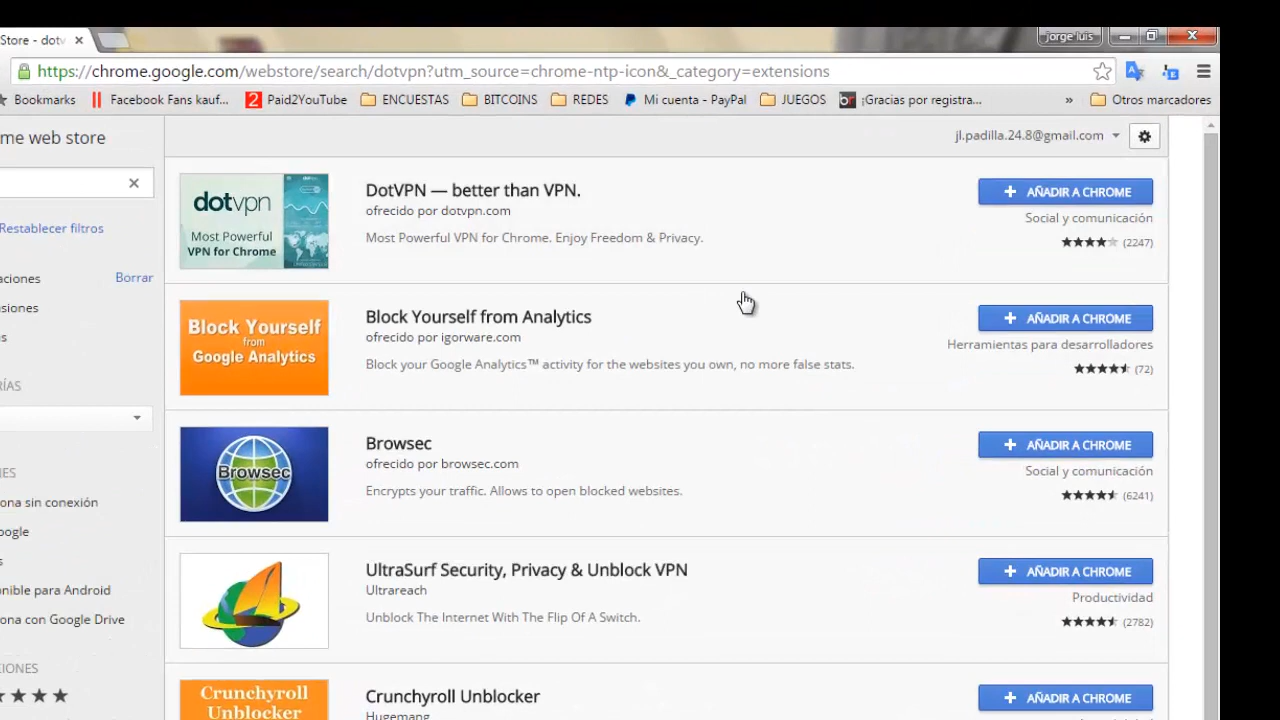 Store - dotv
jorge luis
https://chrome.google.com/webstore/search/dotvpn?utm_source=chrome-ntp-icon&_category=extensions
Bookmarks
Facebook Fans kauf...
2 Paid2YouTube
ENCUESTAS
BITCOINS
REDES
Mi cuenta - PayPal
JUEGOS
br ¡Gracias por registra...
»
Otros marcadores
me web store
jl.padilla.24.8@gmail.com
Restablecer filtros
aciones
Borrar
siones
s
RÍAS
ES
ona sin conexión
oogle
s
onible para Android
ona con Google Drive
CIONES
dotvpn
Most Powerful
VPN for Chrome
DotVPN — better than VPN.
ofrecido por dotvpn.com
Most Powerful VPN for Chrome. Enjoy Freedom & Privacy.
+ AÑADIR A CHROME
Social y comunicación
(2247)
Block Yourself
from
Google Analytics
Block Yourself from Analytics
ofrecido por igorware.com
Block your Google Analytics™ activity for the websites you own, no more false stats.
+ AÑADIR A CHROME
Herramientas para desarrolladores
(72)
Browsec
Browsec
ofrecido por browsec.com
Encrypts your traffic. Allows to open blocked websites.
+ AÑADIR A CHROME
Social y comunicación
(6241)
UltraSurf Security, Privacy & Unblock VPN
Ultrareach
Unblock The Internet With The Flip Of A Switch.
+ AÑADIR A CHROME
Productividad
(2782)
Crunchyroll
Unblocker
Crunchyroll Unblocker
Hugemang
+ AÑADIR A CHROME